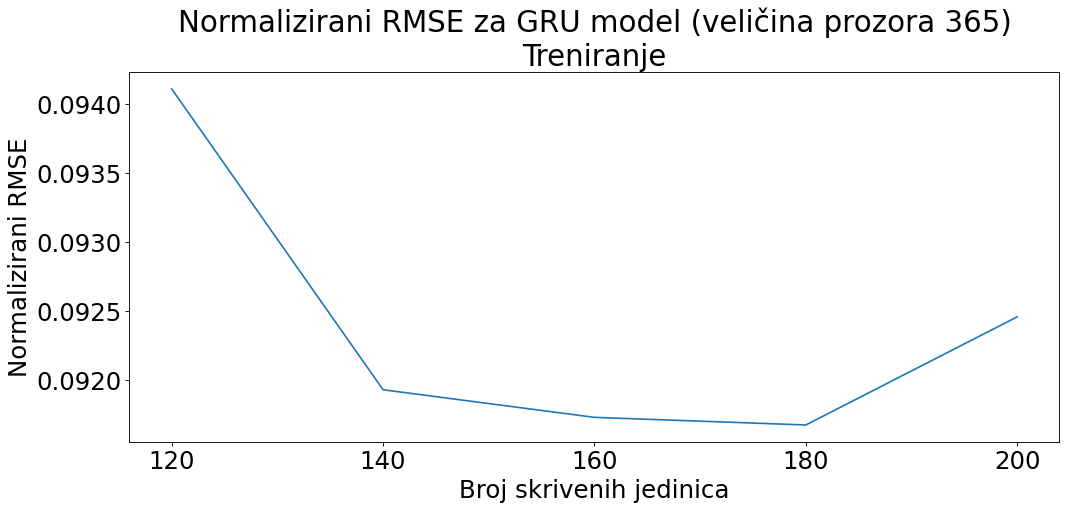 Normalizirani RMSE za GRU model (veličina prozora 365)
Treniranje
Normalizirani RMSE
0.0940
0.0935
0.0930
0.0925
0.0920
120 140 160 180 200
Broj skrivenih jedinica